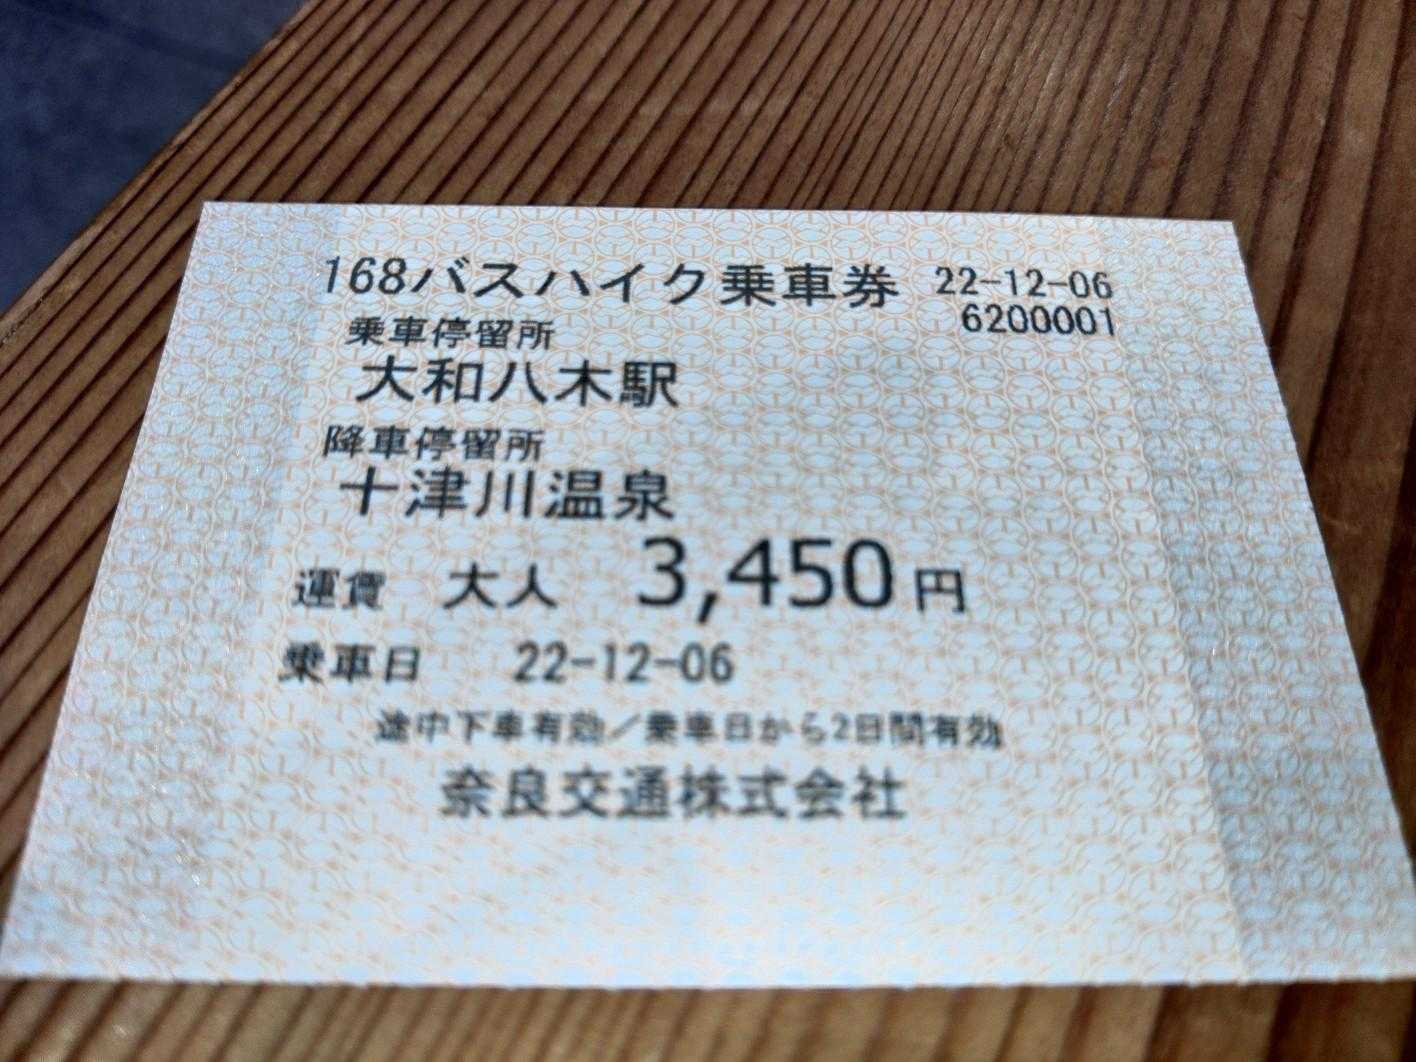 168バスハイク乗車券 22-12-06
6200001
乗車停留所
大和八木駅
降車停留所
十津川温泉
運賃 大人 3,450円
乗車日 22-12-06
途中下車有効／乗車日から2日間有効
奈良交通株式会社